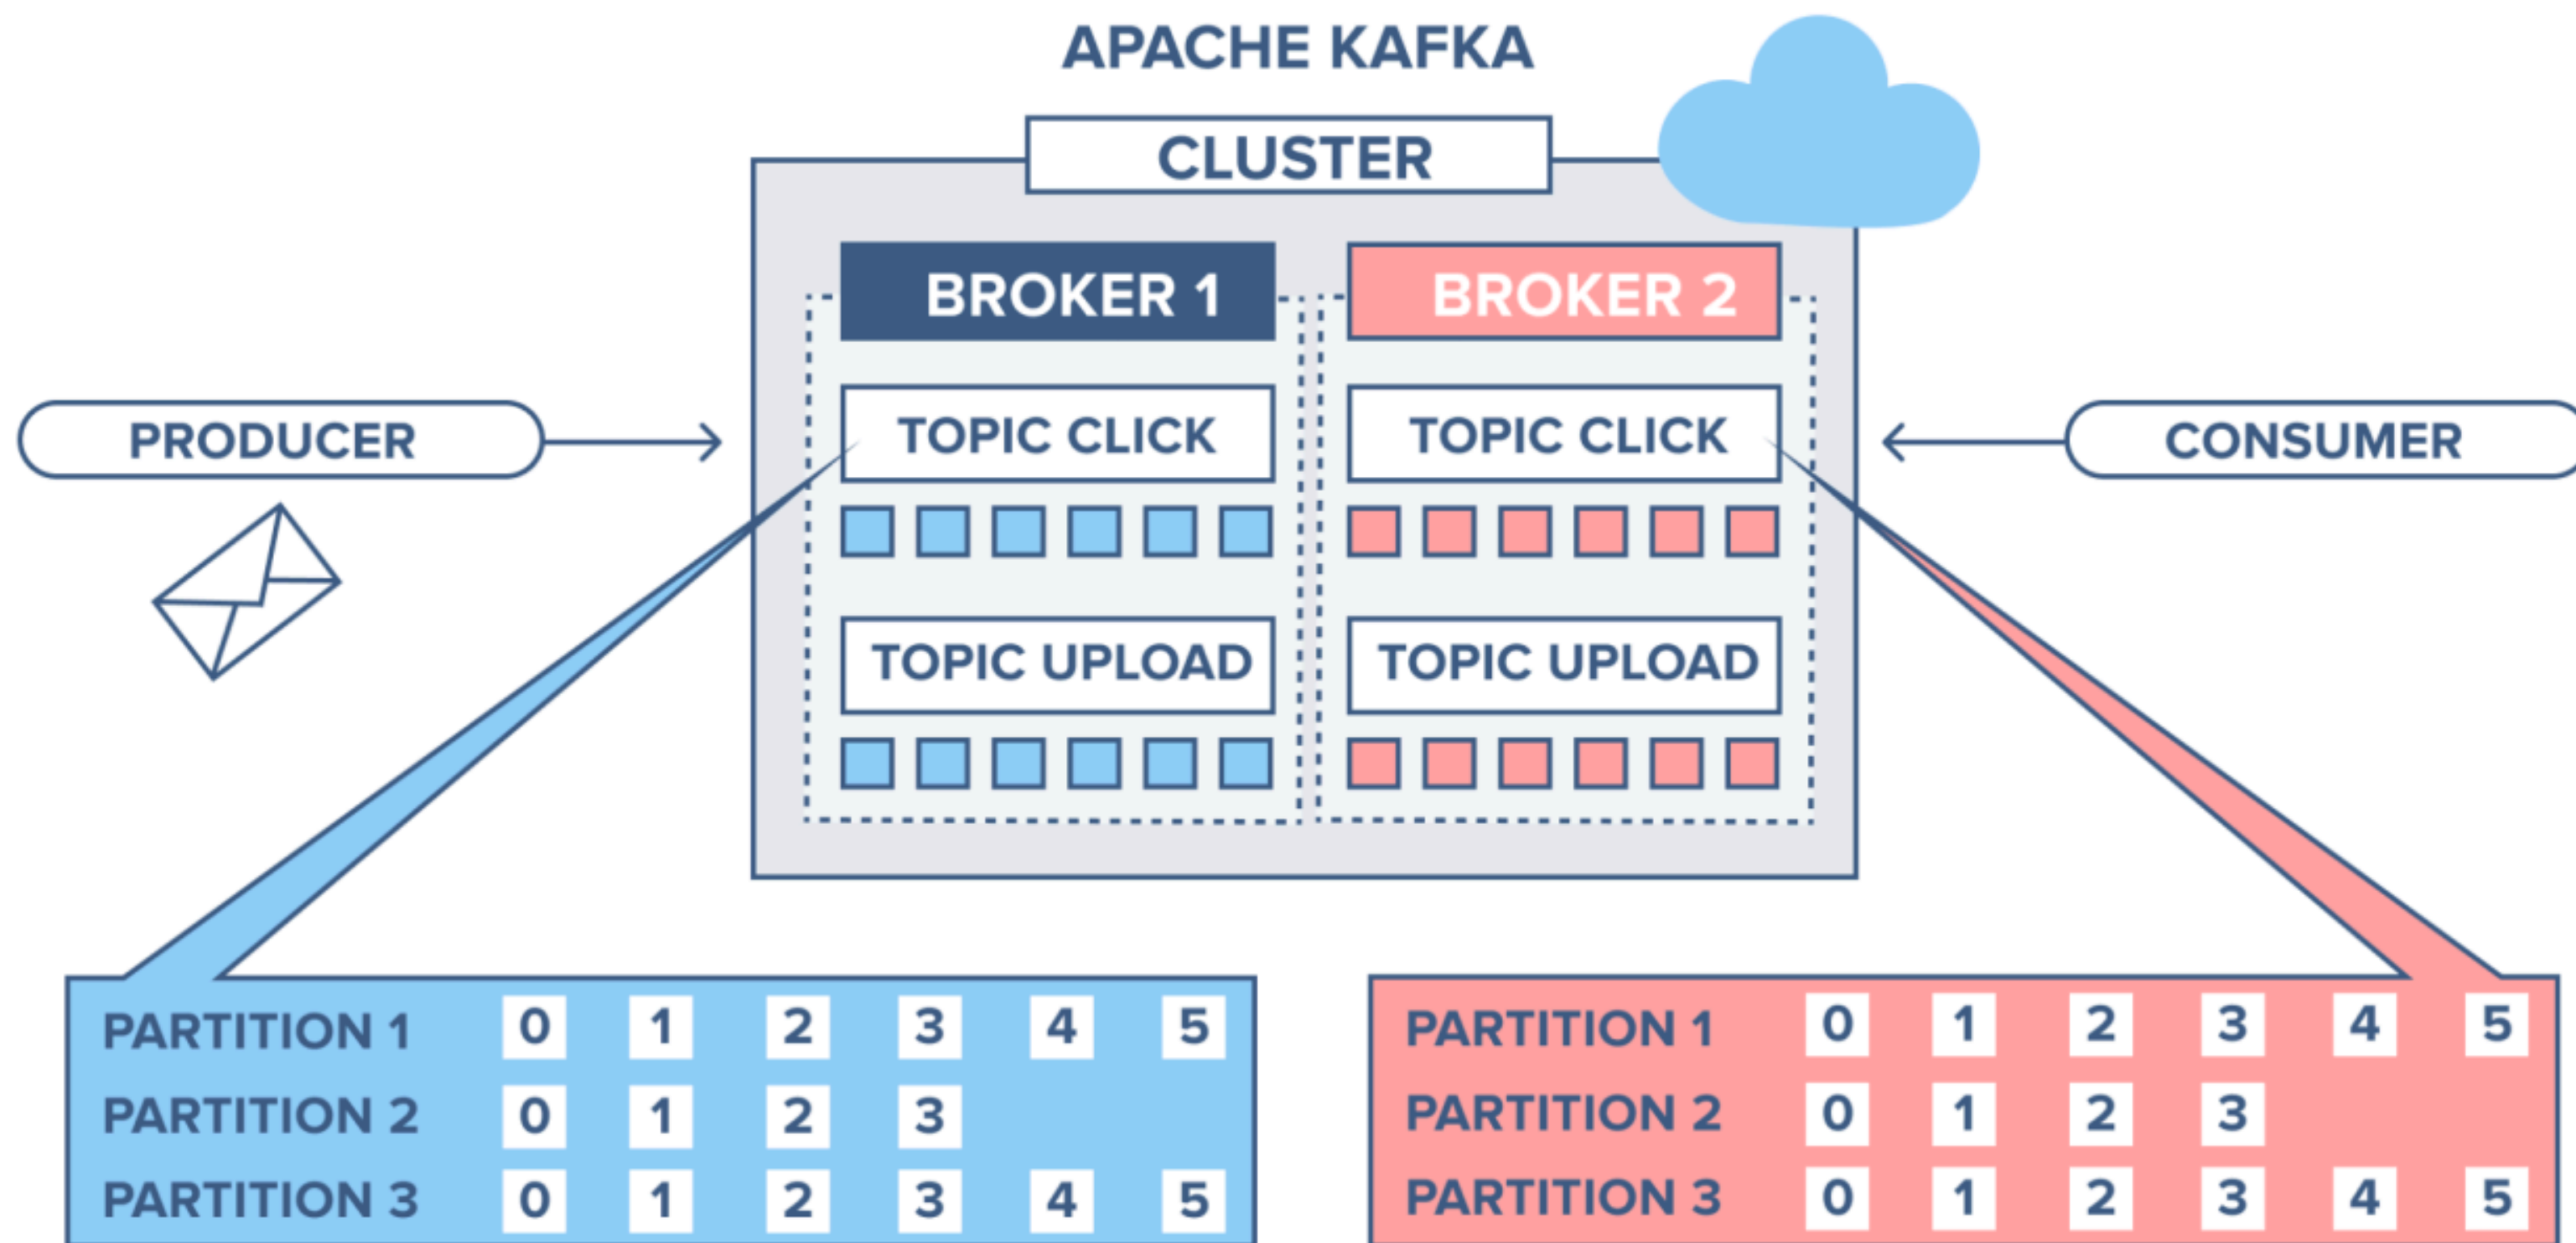 APACHE KAFKA
CLUSTER
BROKER 1
BROKER 2
PRODUCER
TOPIC CLICK
TOPIC CLICK
CONSUMER
TOPIC UPLOAD
TOPIC UPLOAD
PARTITION 1 0 1 2 3 4 5
PARTITION 2 0 1 2 3
PARTITION 3 0 1 2 3 4 5
PARTITION 1 0 1 2 3 4 5
PARTITION 2 0 1 2 3
PARTITION 3 0 1 2 3 4 5